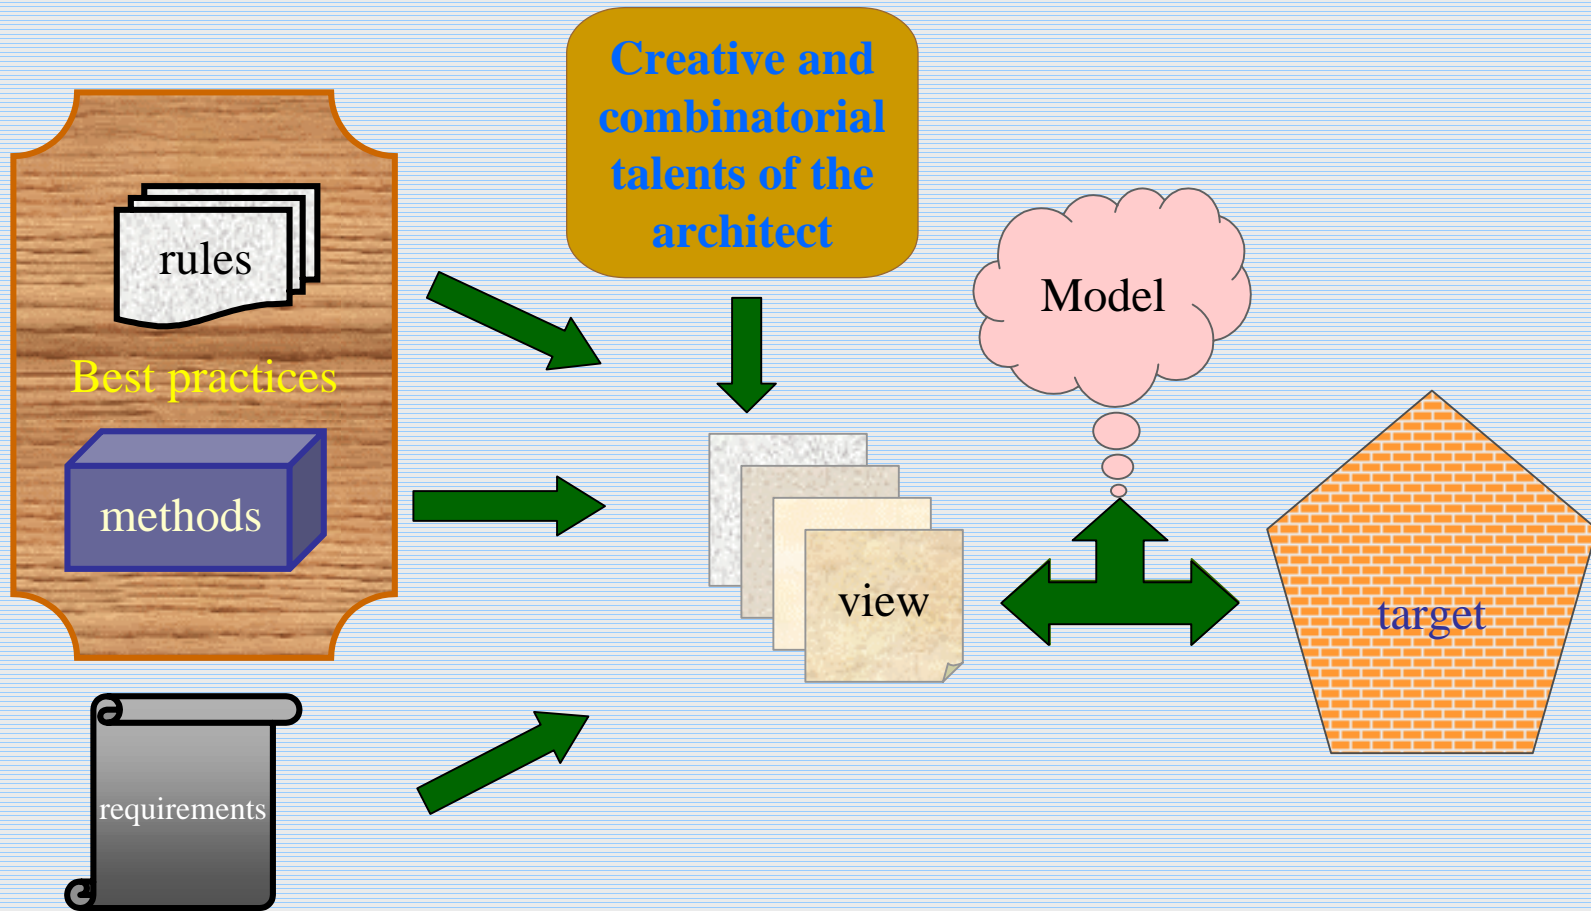 Creative and
combinatorial
talents of the
architect
rules
Best practices
methods
requirements
view
Model
target